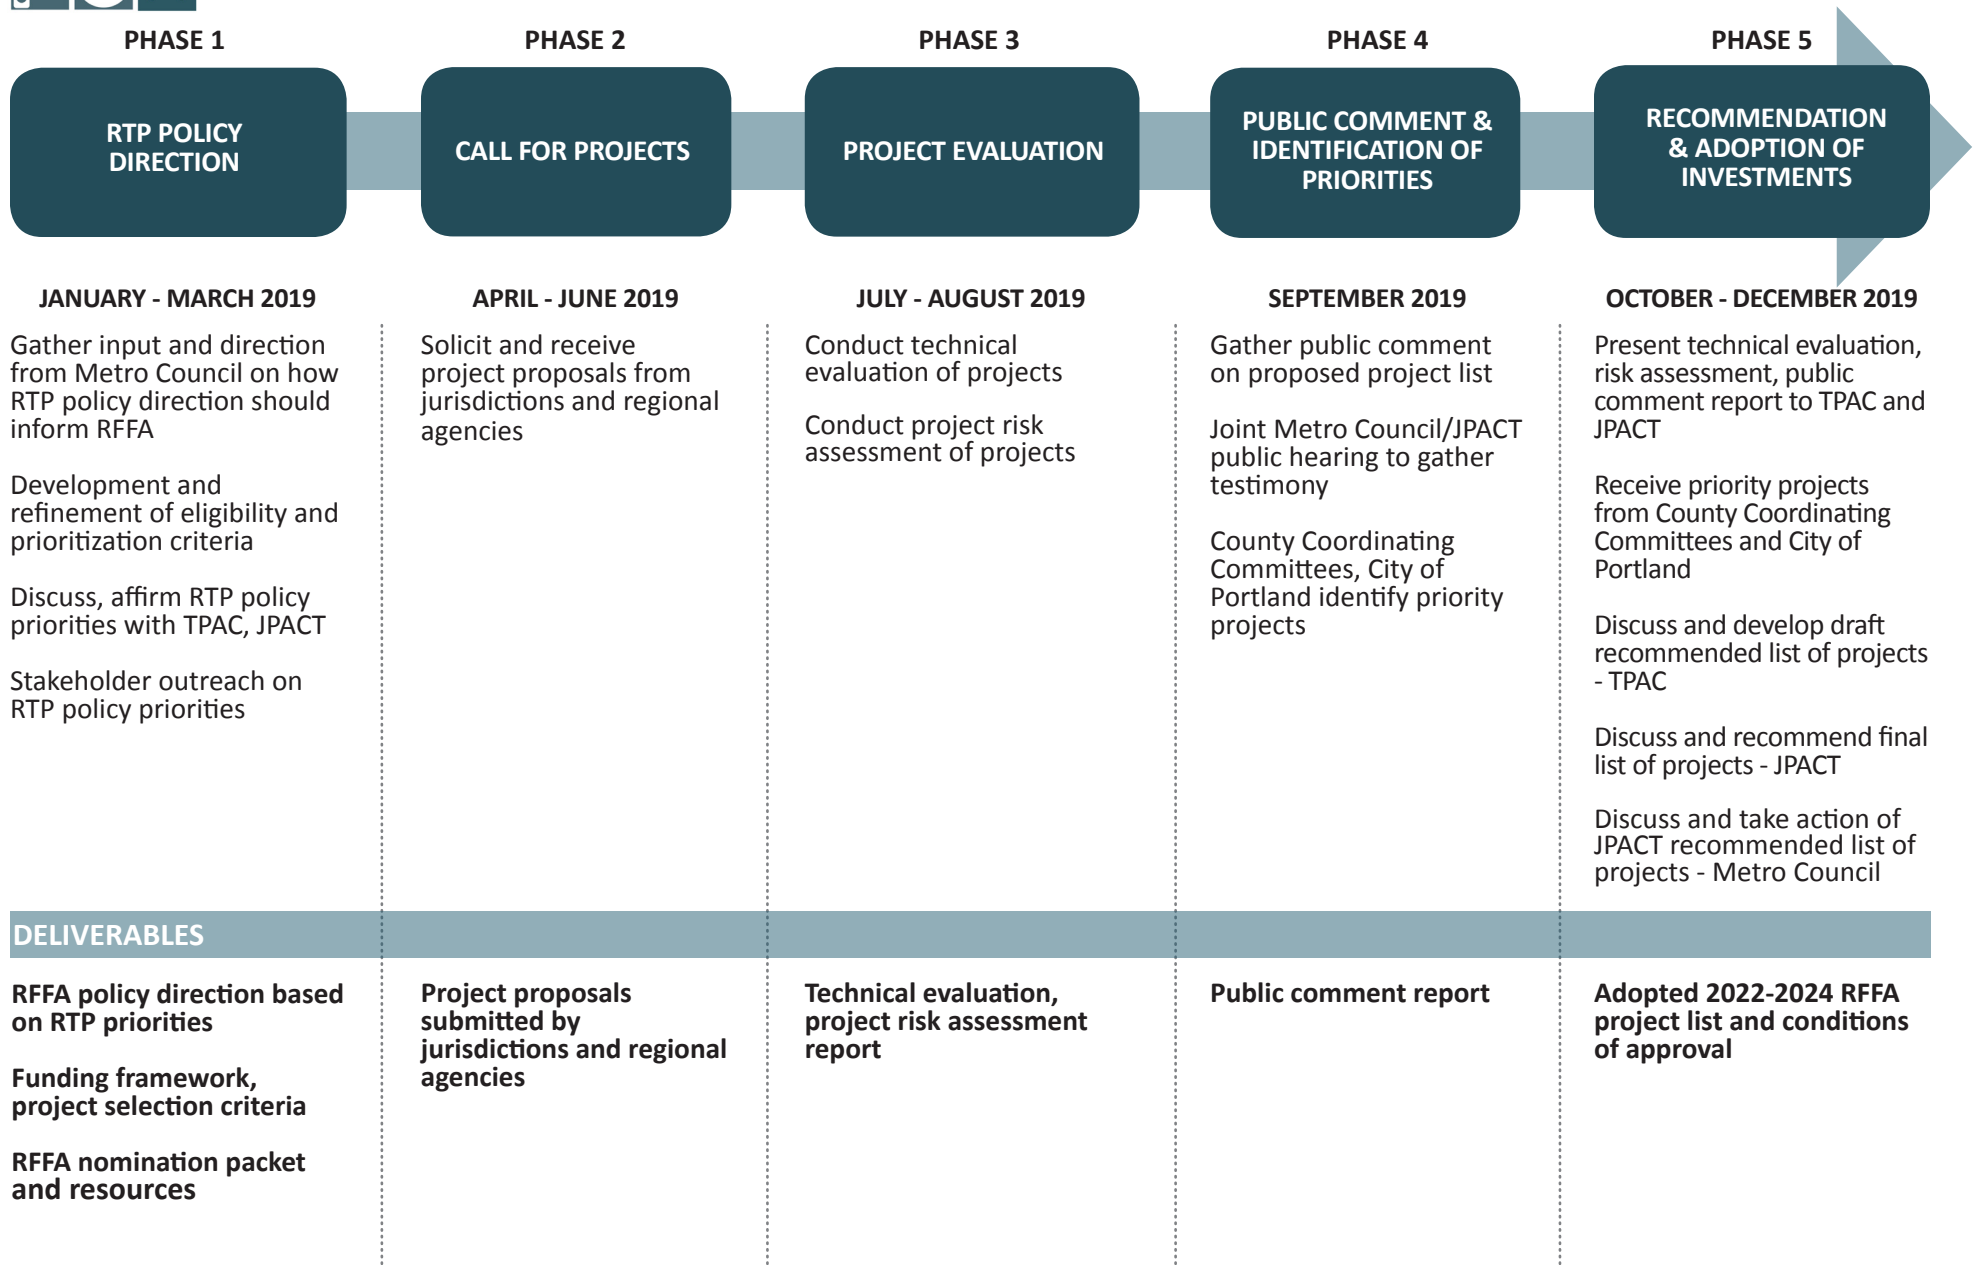 PHASE 1
PHASE 2
PHASE 3
PHASE 4
PHASE 5
RTP POLICY
DIRECTION
CALL FOR PROJECTS
PROJECT EVALUATION
PUBLIC COMMENT &
IDENTIFICATION OF
PRIORITIES
RECOMMENDATION
& ADOPTION OF
INVESTMENTS
JANUARY - MARCH 2019
Gather input and direction
from Metro Council on how
RTP policy direction should
inform RFFA
Development and
refinement of eligibility and
prioritization criteria
Discuss, affirm RTP policy
priorities with TPAC, JPACT
Stakeholder outreach on
RTP policy priorities
APRIL - JUNE 2019
Solicit and receive
project proposals from
jurisdictions and regional
agencies
JULY - AUGUST 2019
Conduct technical
evaluation of projects
Conduct project risk
assessment of projects
SEPTEMBER 2019
Gather public comment
on proposed project list
Joint Metro Council/JPACT
public hearing to gather
testimony
County Coordinating
Committees, City of
Portland identify priority
projects
OCTOBER - DECEMBER 2019
Present technical evaluation,
risk assessment, public
comment report to TPAC and
JPACT
Receive priority projects
from County Coordinating
Committees and City of
Portland
Discuss and develop draft
recommended list of projects
- TPAC
Discuss and recommend final
list of projects - JPACT
Discuss and take action of
JPACT recommended list of
projects - Metro Council
DELIVERABLES
RFFA policy direction based
on RTP priorities
Funding framework,
project selection criteria
RFFA nomination packet
and resources
Project proposals
submitted by
jurisdictions and regional
agencies
Technical evaluation,
project risk assessment
report
Public comment report
Adopted 2022-2024 RFFA
project list and conditions
of approval